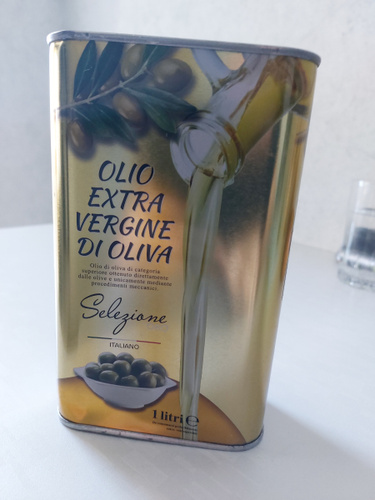 OLIO
EXTRA
VERGINE
DI OLIVA
Olio di oliva di categoria
superiore ottenuto direttamente
dalle olive e unicamente mediante
procedimenti meccanici.
Selezione
ITALIANO
1 litri e